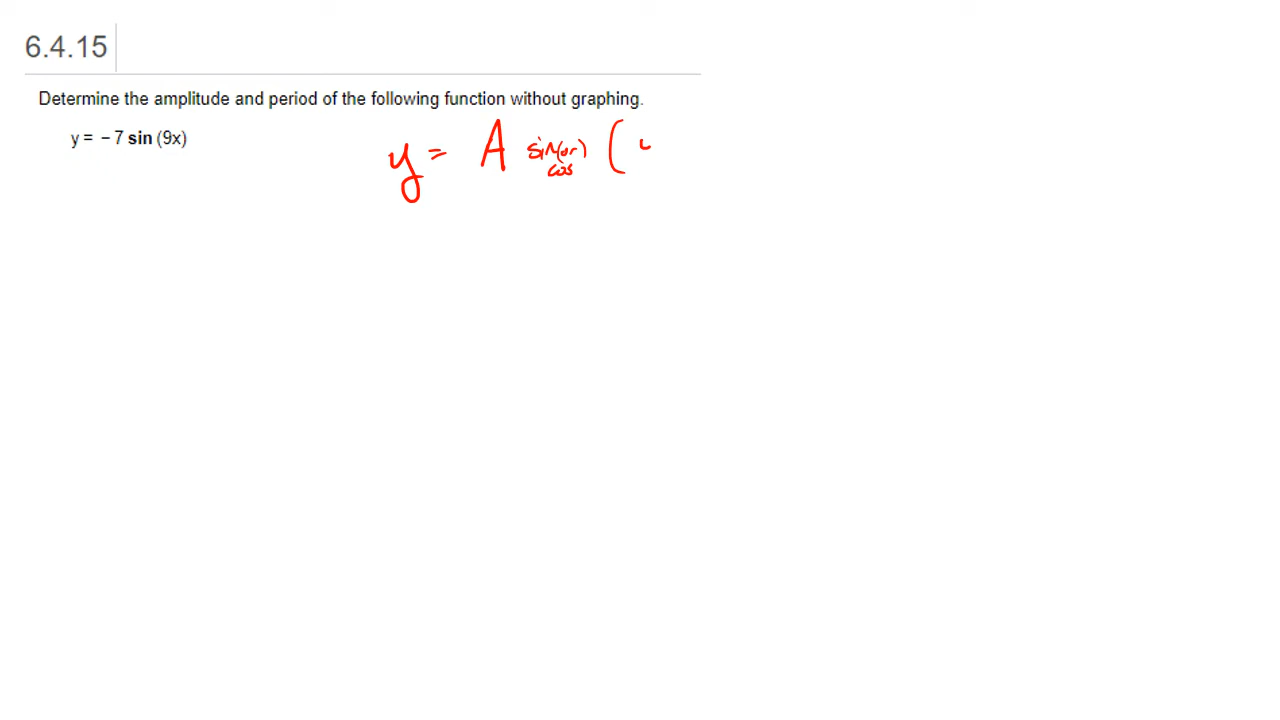 6.4.15
Determine the amplitude and period of the following function without graphing.
y = − 7 sin (9x)
y = A sin(or) (
cos